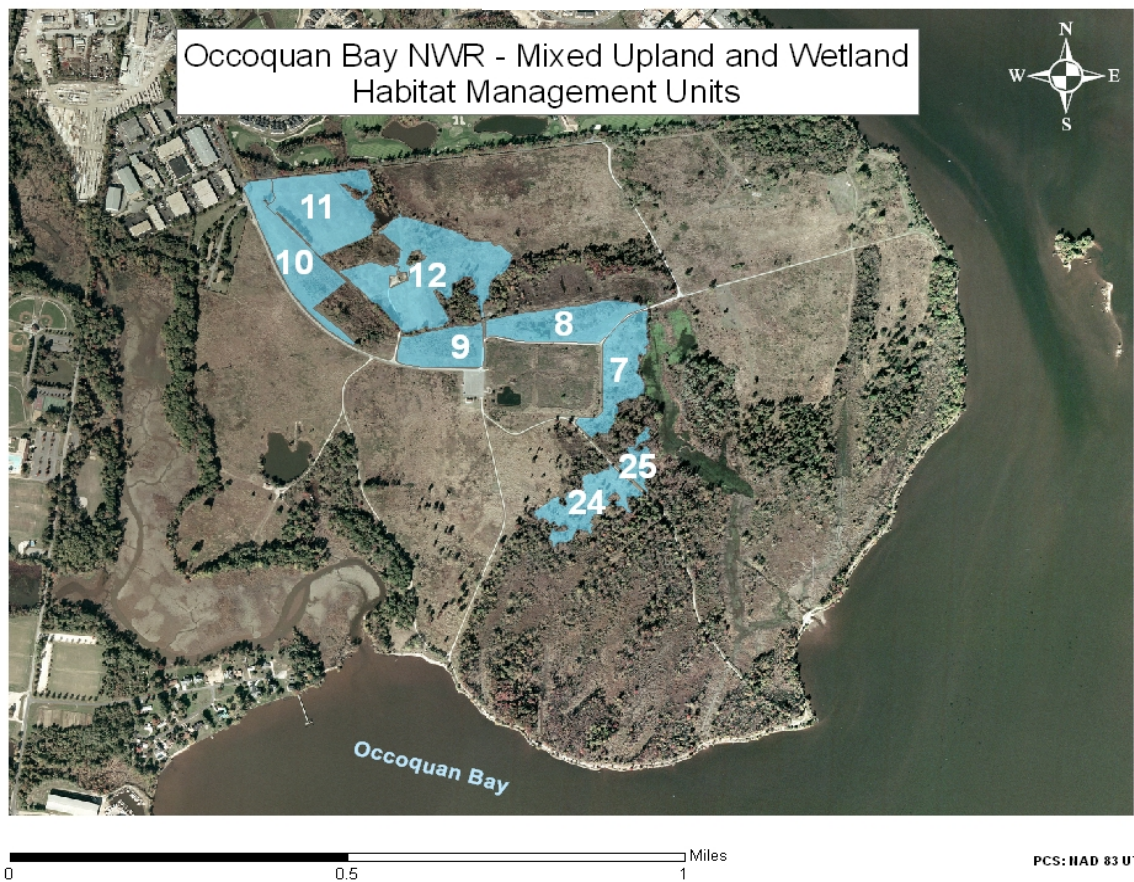 Occoquan Bay NWR - Mixed Upland and Wetland
Habitat Management Units
N
W E
S
11
10
12
8
9
7
25
24
Occoquan Bay
Miles
0 0.5 1
PCS: NAD 83 U